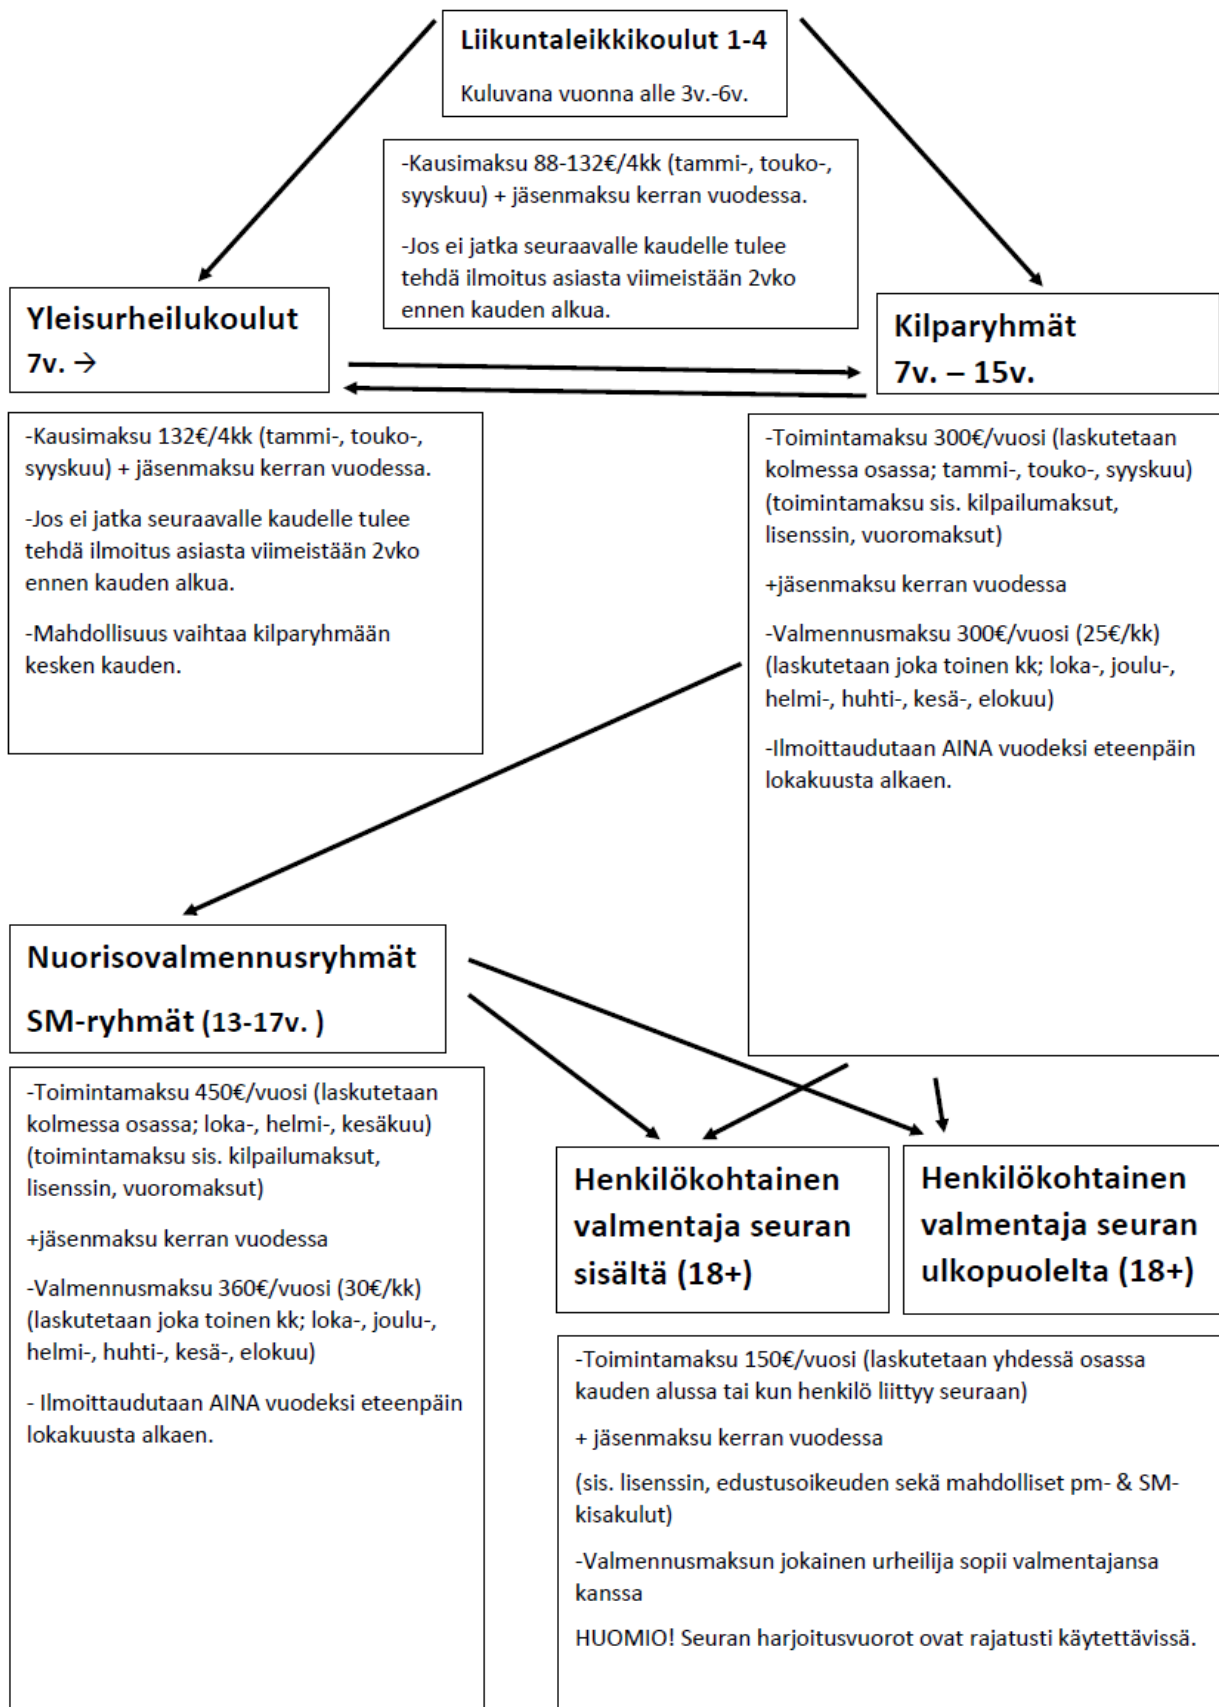 Liikuntaleikkikoulut 1-4
Kuluvana vuonna alle 3v.-6v.
-Kausimaksu 88-132€/4kk (tammi-, touko-,
syyskuu) + jäsenmaksu kerran vuodessa.
-Jos ei jatka seuraavalle kaudelle tulee
tehdä ilmoitus asiasta viimeistään 2vko
ennen kauden alkua.
Yleisurheilukoulut
7v. →
-Kausimaksu 132€/4kk (tammi-, touko-,
syyskuu) + jäsenmaksu kerran vuodessa.
-Jos ei jatka seuraavalle kaudelle tulee
tehdä ilmoitus asiasta viimeistään 2vko
ennen kauden alkua.
-Mahdollisuus vaihtaa kilparyhmään
kesken kauden.
Kilparyhmät
7v. – 15v.
-Toimintamaksu 300€/vuosi (laskutetaan
kolmessa osassa; tammi-, touko-, syyskuu)
(toimintamaksu sis. kilpailumaksut,
lisenssin, vuoromaksut)
+jäsenmaksu kerran vuodessa
-Valmennusmaksu 300€/vuosi (25€/kk)
(laskutetaan joka toinen kk; loka-, joulu-,
helmi-, huhti-, kesä-, elokuu)
-Ilmoittaudutaan AINA vuodeksi eteenpäin
lokakuusta alkaen.
Nuorisovalmennusryhmät
SM-ryhmät (13-17v. )
-Toimintamaksu 450€/vuosi (laskutetaan
kolmessa osassa; loka-, helmi-, kesäkuu)
(toimintamaksu sis. kilpailumaksut,
lisenssin, vuoromaksut)
+jäsenmaksu kerran vuodessa
-Valmennusmaksu 360€/vuosi (30€/kk)
(laskutetaan joka toinen kk; loka-, joulu-,
helmi-, huhti-, kesä-, elokuu)
- Ilmoittaudutaan AINA vuodeksi eteenpäin
lokakuusta alkaen.
Henkilökohtainen
valmentaja seuran
sisältä (18+)
Henkilökohtainen
valmentaja seuran
ulkopuolelta (18+)
-Toimintamaksu 150€/vuosi (laskutetaan yhdessä osassa
kauden alussa tai kun henkilö liittyy seuraan)
+ jäsenmaksu kerran vuodessa
(sis. lisenssin, edustusoikeuden sekä mahdolliset pm- & SM-
kisakulut)
-Valmennusmaksun jokainen urheilija sopii valmentajansa
kanssa
HUOMIO! Seuran harjoitusvuorot ovat rajatusti käytettävissä.